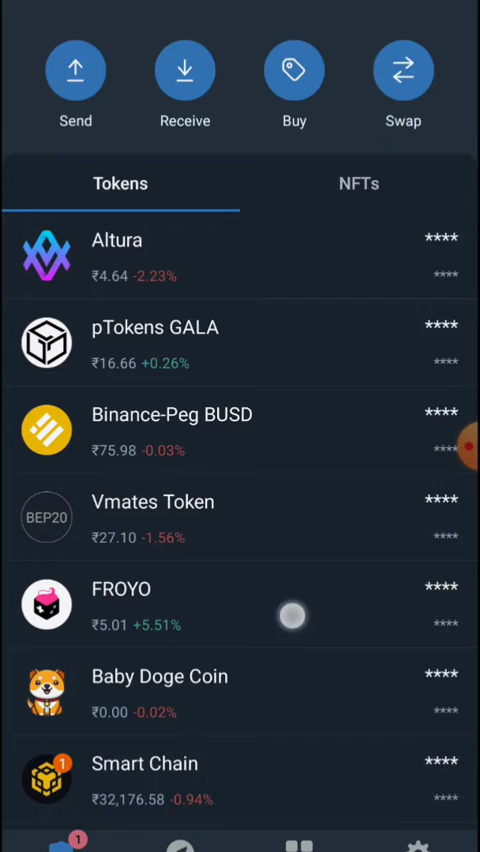 Send Receive Buy Swap
Tokens NFTs
Altura ****
₹4.64 -2.23% ****
pTokens GALA ****
₹16.66 +0.26% ****
Binance-Peg BUSD ****
₹75.98 -0.03% ****
BEP20
Vmates Token ****
₹27.10 -1.56% ****
FROYO ****
₹5.01 +5.51% ****
Baby Doge Coin ****
₹0.00 -0.02% ****
1
Smart Chain ****
₹32,176.58 -0.94% ****
1